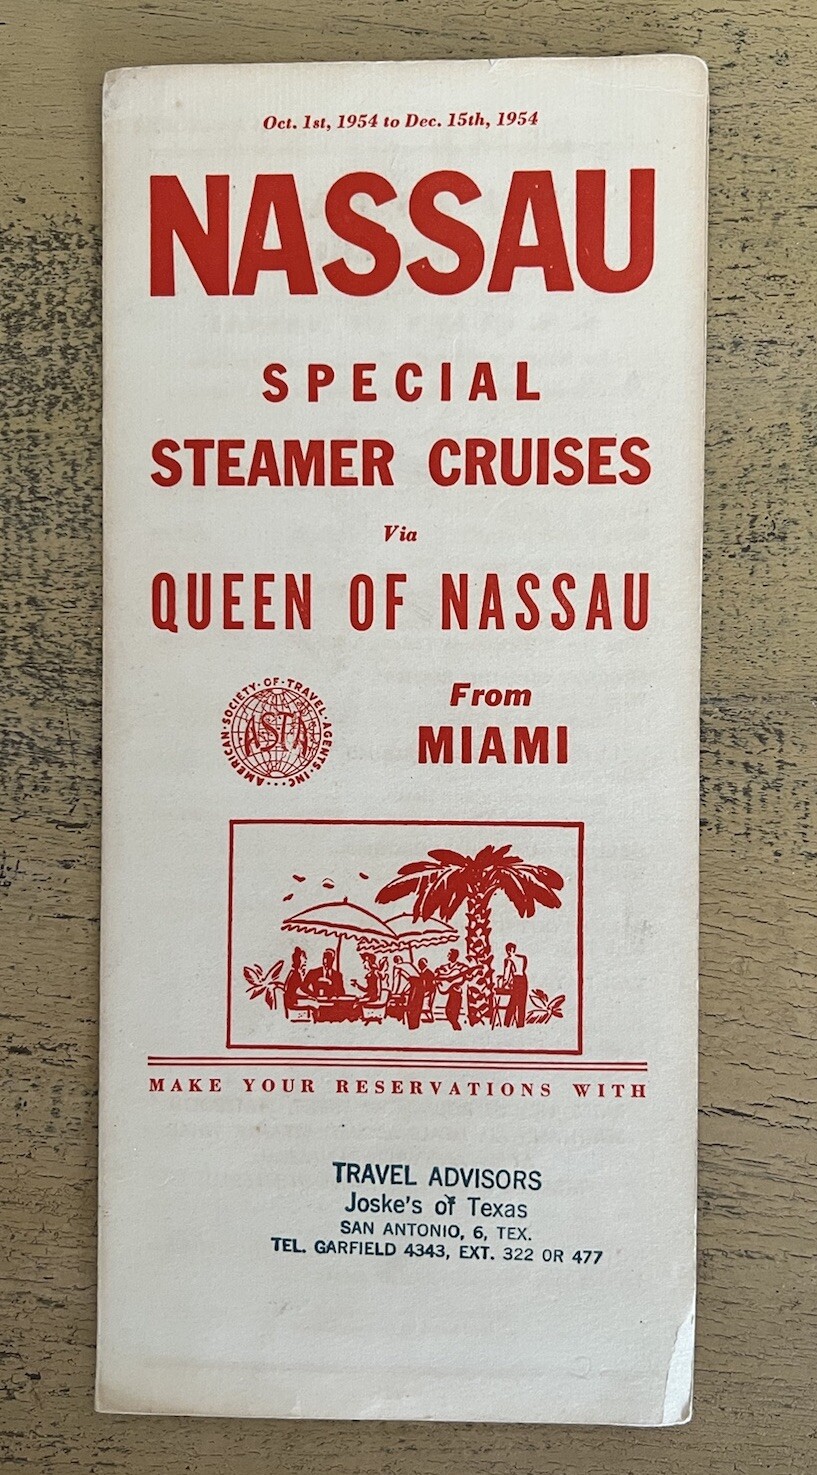 Oct. 1st, 1954 to Dec. 15th, 1954
NASSAU
SPECIAL
STEAMER CRUISES
Via
QUEEN OF NASSAU
AMERICAN·SOCIETY·OF·TRAVEL·AGENTS·INC·
ASTA
From
MIAMI
MAKE YOUR RESERVATIONS WITH
TRAVEL ADVISORS
Joske's of Texas
SAN ANTONIO, 6, TEX.
TEL. GARFIELD 4343, EXT. 322 OR 477